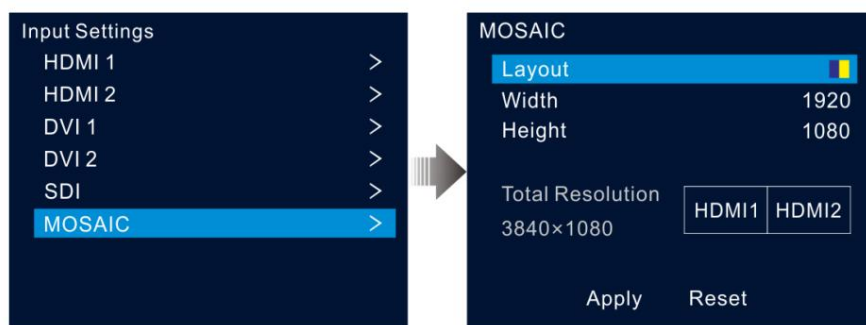 Input Settings
HDMI 1 >
HDMI 2 >
DVI 1 >
DVI 2 >
SDI >
MOSAIC >
MOSAIC
Layout
Width 1920
Height 1080
Total Resolution
3840×1080
HDMI1 HDMI2
Apply Reset